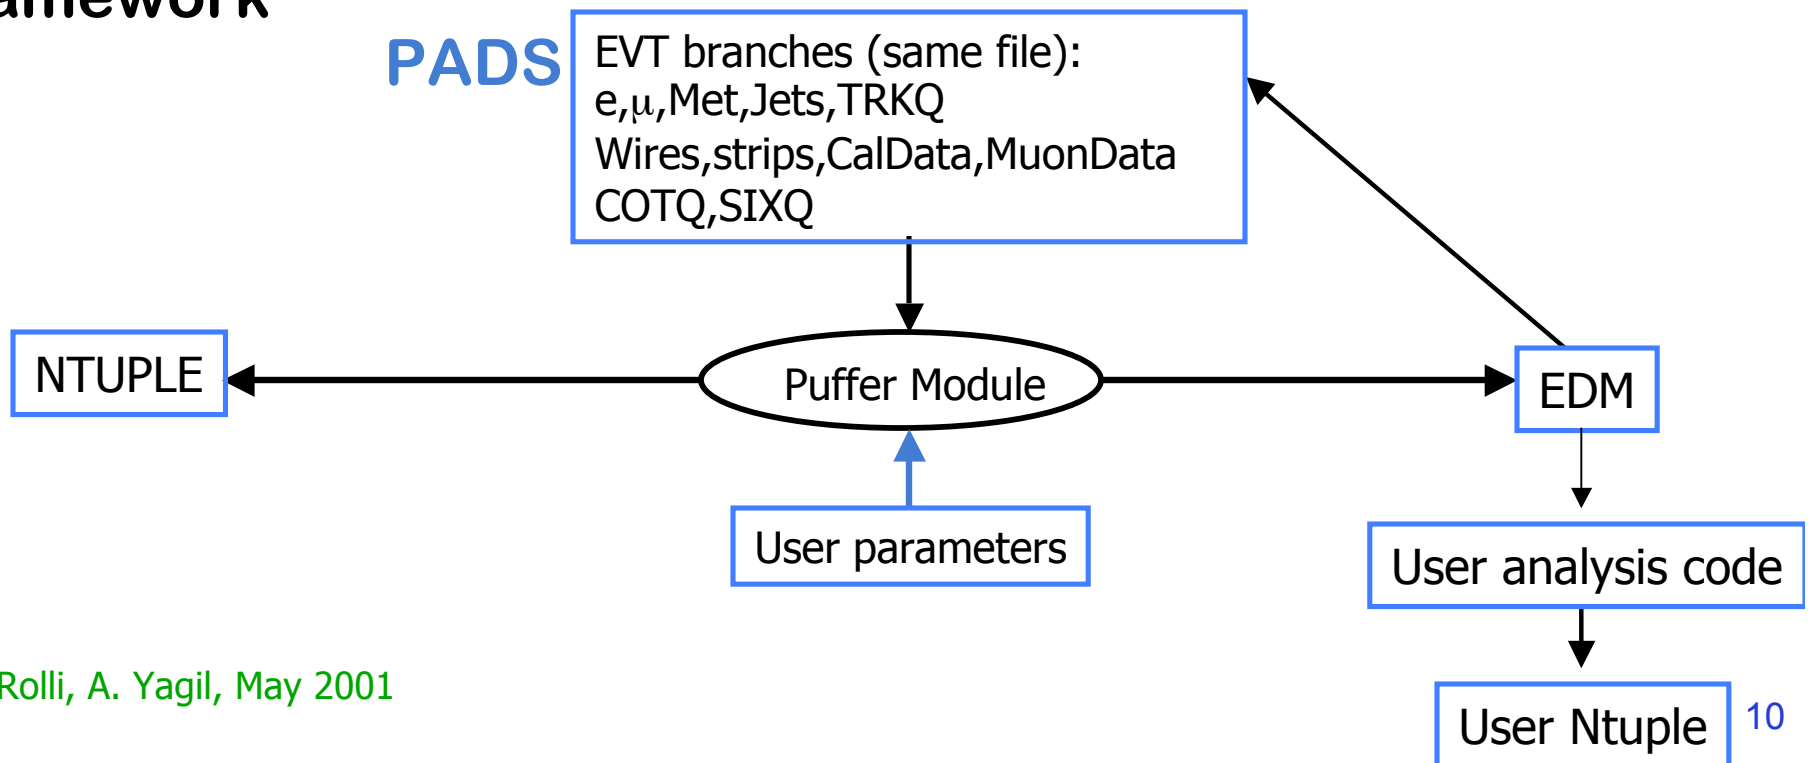 PADS
EVT branches (same file):
e,μ,Met,Jets,TRKQ
Wires,strips,CalData,MuonData
COTQ,SIXQ
NTUPLE
Puffer Module
EDM
User parameters
User analysis code
Rolli, A. Yagil, May 2001
User Ntuple
10